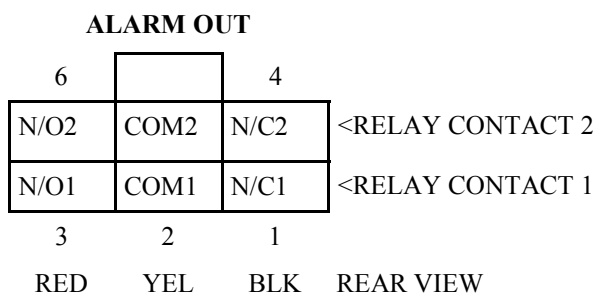 ALARM OUT
6 4
N/O2 COM2 N/C2 <RELAY CONTACT 2
N/O1 COM1 N/C1 <RELAY CONTACT 1
3 2 1
RED YEL BLK REAR VIEW